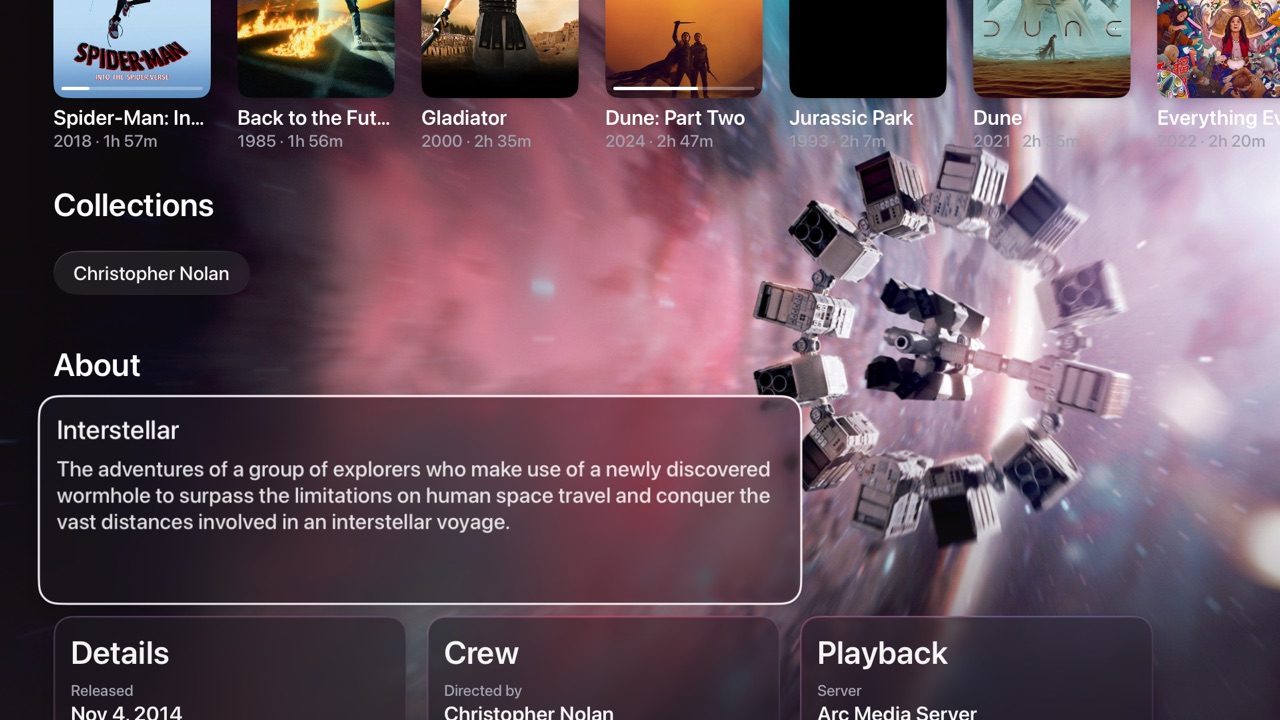 SPIDER-MAN
INTO THE SPIDER-VERSE
DUNE
Spider-Man: In...
Back to the Fut...
Gladiator
Dune: Part Two
Jurassic Park
Dune
Everything Ev
2018 · 1h 57m
1985 · 1h 56m
2000 · 2h 35m
2024 · 2h 47m
1993 · 2h 7m
2021 · 2h 35m
2022 · 2h 20m
Collections
Christopher Nolan
About
Interstellar
The adventures of a group of explorers who make use of a newly discovered
wormhole to surpass the limitations on human space travel and conquer the
vast distances involved in an interstellar voyage.
Details
Crew
Playback
Released
Directed by
Server
Nov 4, 2014
Christopher Nolan
Arc Media Server